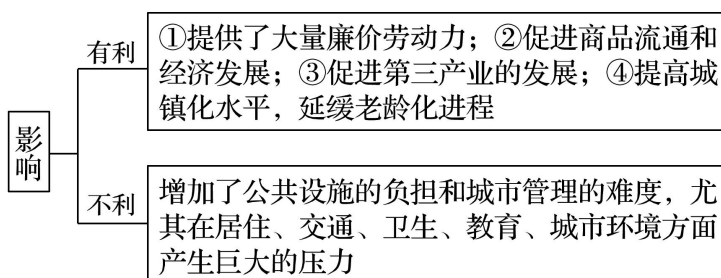 影响
有利
①提供了大量廉价劳动力；②促进商品流通和
经济发展；③促进第三产业的发展；④提高城
镇化水平，延缓老龄化进程
不利
增加了公共设施的负担和城市管理的难度，尤
其在居住、交通、卫生、教育、城市环境方面
产生巨大的压力